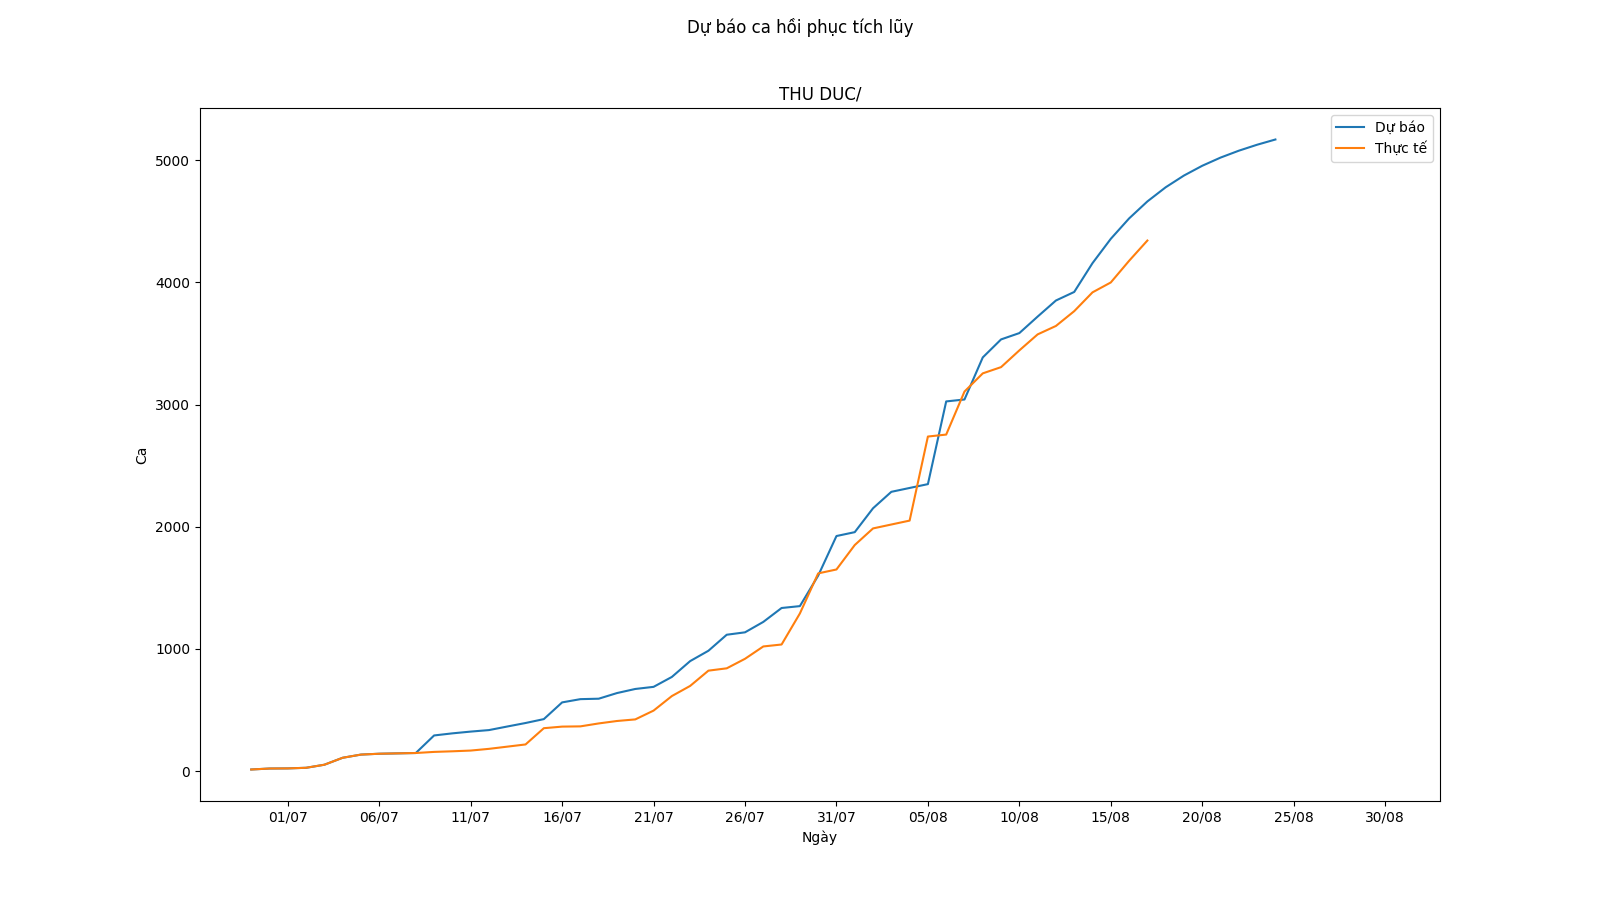 Dự báo ca hồi phục tích lũy
THU DUC/
Dự báo
Thực tế
5000
4000
3000
2000
1000
0
Ca
01/07 06/07 11/07 16/07 21/07 26/07 31/07 05/08 10/08 15/08 20/08 25/08 30/08
Ngày